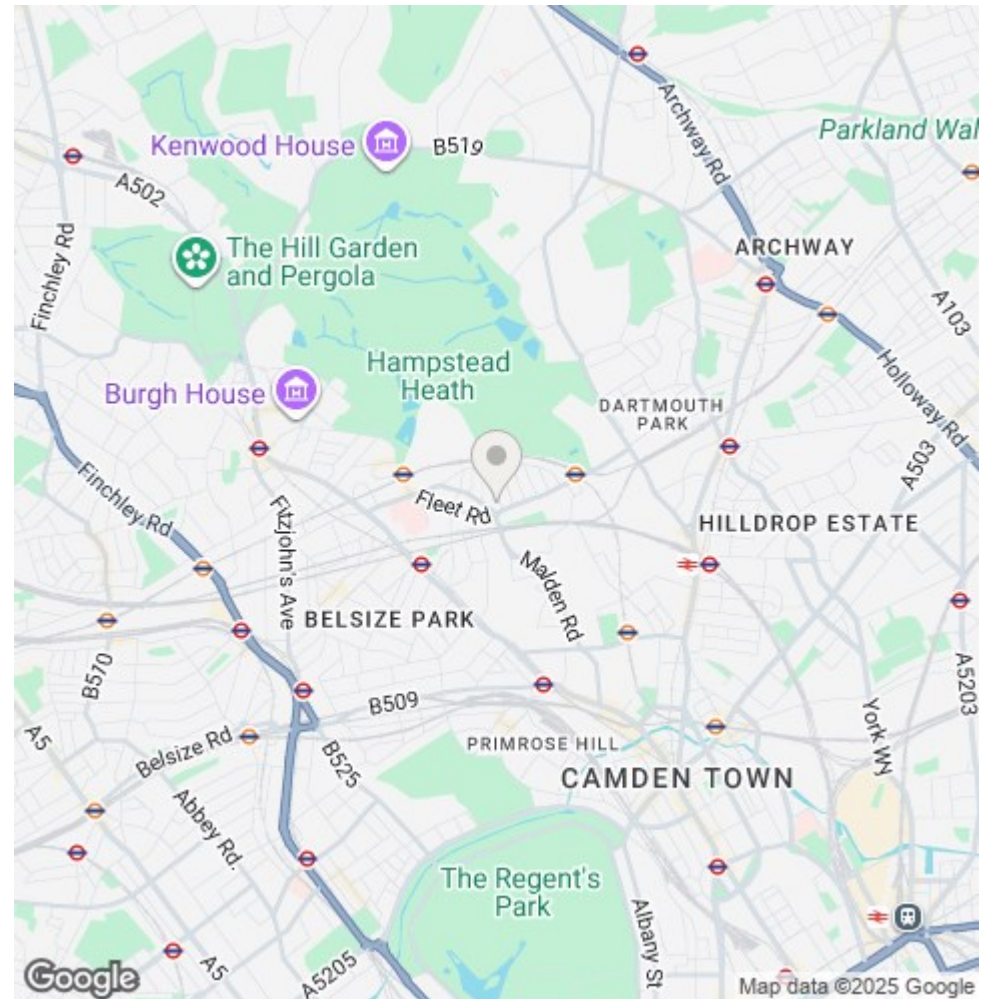 Kenwood House
B519
Archway Rd
Parkland Wal
A502
Finchley Rd
The Hill Garden
and Pergola
ARCHWAY
A103
Hampstead
Heath
Burgh House
DARTMOUTH
PARK
Holloway Rd
Finchley Rd
Fitzjohn's Ave
Fleet Rd
A503
HILLDROP ESTATE
Malden Rd
BELSIZE PARK
B570
A5203
B509
York Wy
A5
Belsize Rd
B525
PRIMROSE HILL
CAMDEN TOWN
Abbey Rd.
The Regent's
Park
Albany St
A5
A5205
Google
Map data ©2025 Google